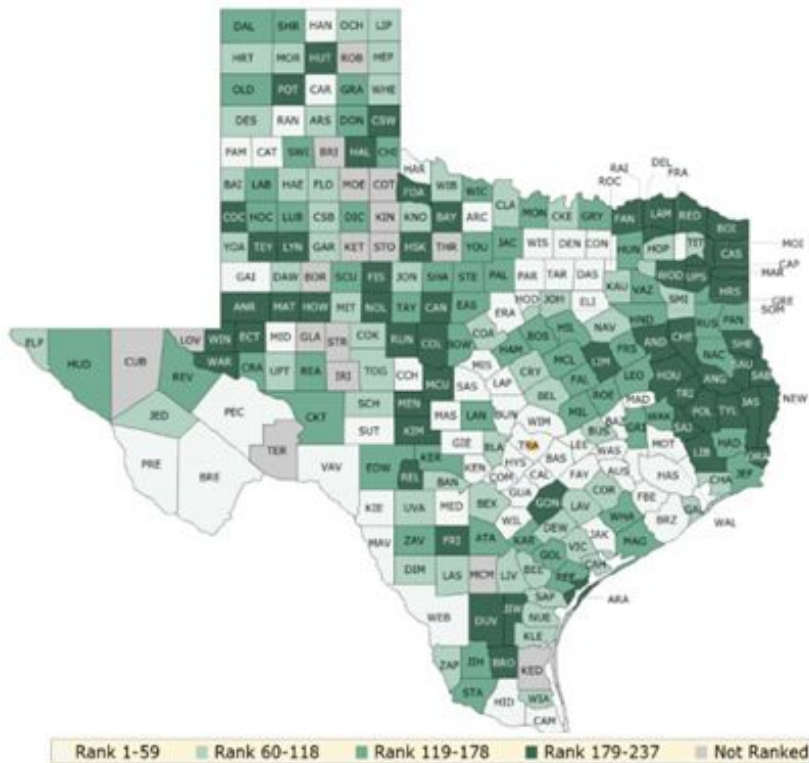 DAL SHR HAN OCH LIP
HRT MOR HUT ROB HEP
OLD POT CAR GRA WHE
DES RAN ARS DON CSW
PAM CAT SWI BRI HAL CHI
HAR
RAI DEL
ROC FRA
BAI LAB HAE FLO MOE COT FOA WIB WIC
CLA MON CKE GRY FAN LAM RED BOI
COC HOC LUB CSB DIC KIN KNO BAY ARC
JAC WIS DEN CON HUN HOP TIT CAS MOI
YOA TEY LYN GAR KET STO HSK THR YOU
CAP
GAI DAW BOR SCU FIS JON SHA STE PAL PAR TAR DAS KAU VAZ WOD UPS HRS MAR
GRE
ANR MAT HOW MIT NOL TAY CAN EAS ERA HOD JOH ELI NAV HND SMI RUS PAN SOM
ELP HUD CUB REV LOV WIN ECT MID GLA STR COK RUN COL BOW COA HAM BOS HIL LIM FRS AND CHE NAC SHE
WAR CRA UPT REA IRI TOG CCH MCU MIS LAP CRY MCL FAL LEO HOU ANG SAU SAB
JED PEC CKT SCH MEN SAS BEL ROE MAD TRI POL TYL JAS NEW
SUT KIM MAS LAN BUN WIM MIL BUS GRI WAK SAJ HAD
PRE BRE TER VAV EDW KER GIE BLA TRA LEE WAS MOT LIB
REL KEN HYS BAS AUS HAS CHA JEF
BAN COM CAL FAY
KIE UVA MED BEX GUA GON LAV COR FBE BRZ GAL WAL
MAV ZAV FRI ATA WIL DEW WHA MAG
KAR VIC JAK
DIM LAS MCM LIV BEE GOL REF ARA
WEB DUV JIW SAP NUE
KLE
ZAP JIH BRO KED
STA HID WIA
CAM
Rank 1-59 Rank 60-118 Rank 119-178 Rank 179-237 Not Ranked